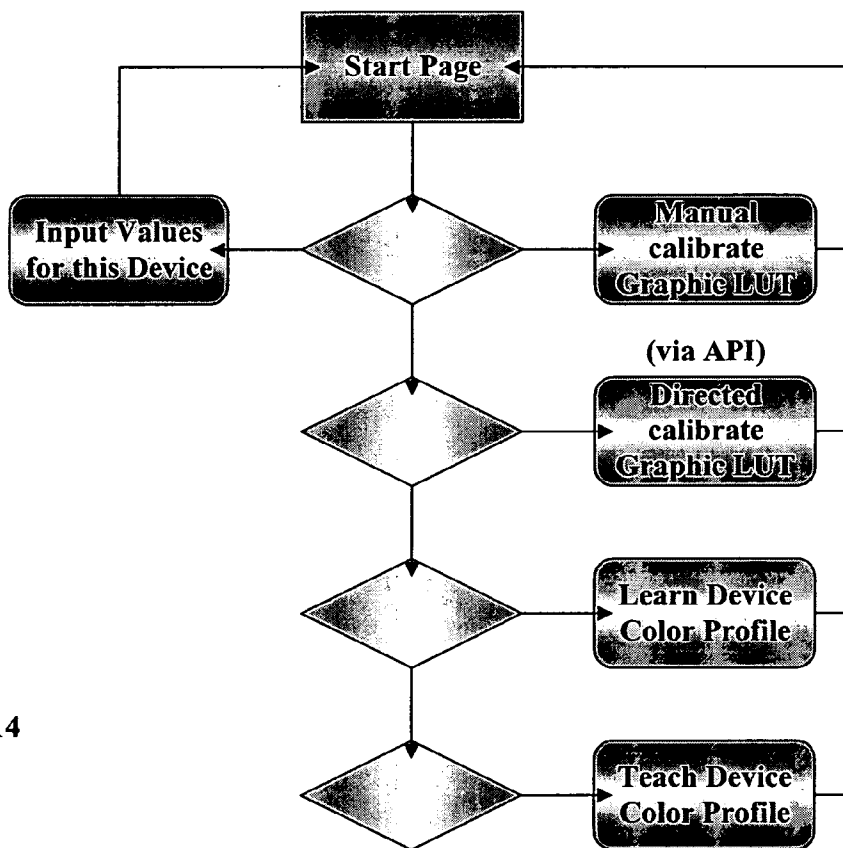 Start Page
Input Values
for this Device
Manual
calibrate
Graphic LUT
(via API)
Directed
calibrate
Graphic LUT
Learn Device
Color Profile
14
Teach Device
Color Profile